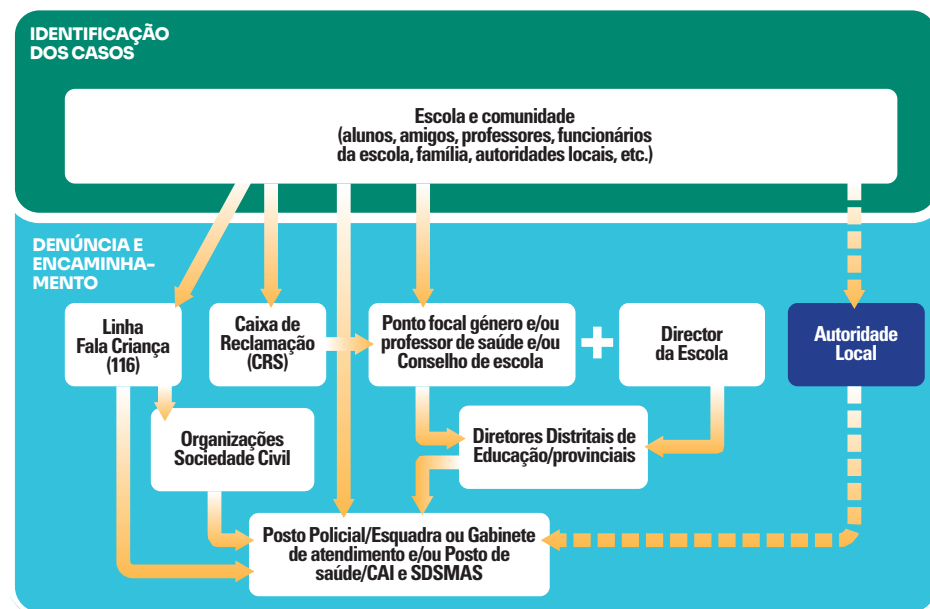 IDENTIFICAÇÃO
DOS CASOS
Escola e comunidade
(alunos, amigos, professores, funcionários
da escola, família, autoridades locais, etc.)
DENÚNCIA E
ENCAMINHA-
MENTO
Linha
Fala Criança
(116)
Caixa de
Reclamação
(CRS)
Ponto focal género e/ou
professor de saúde e/ou
Conselho de escola
+
Director
da Escola
Autoridade
Local
Organizações
Sociedade Civil
Diretores Distritais de
Educação/provinciais
Posto Policial/Esquadra ou Gabinete
de atendimento e/ou Posto de
saúde/CAI e SDSMAS